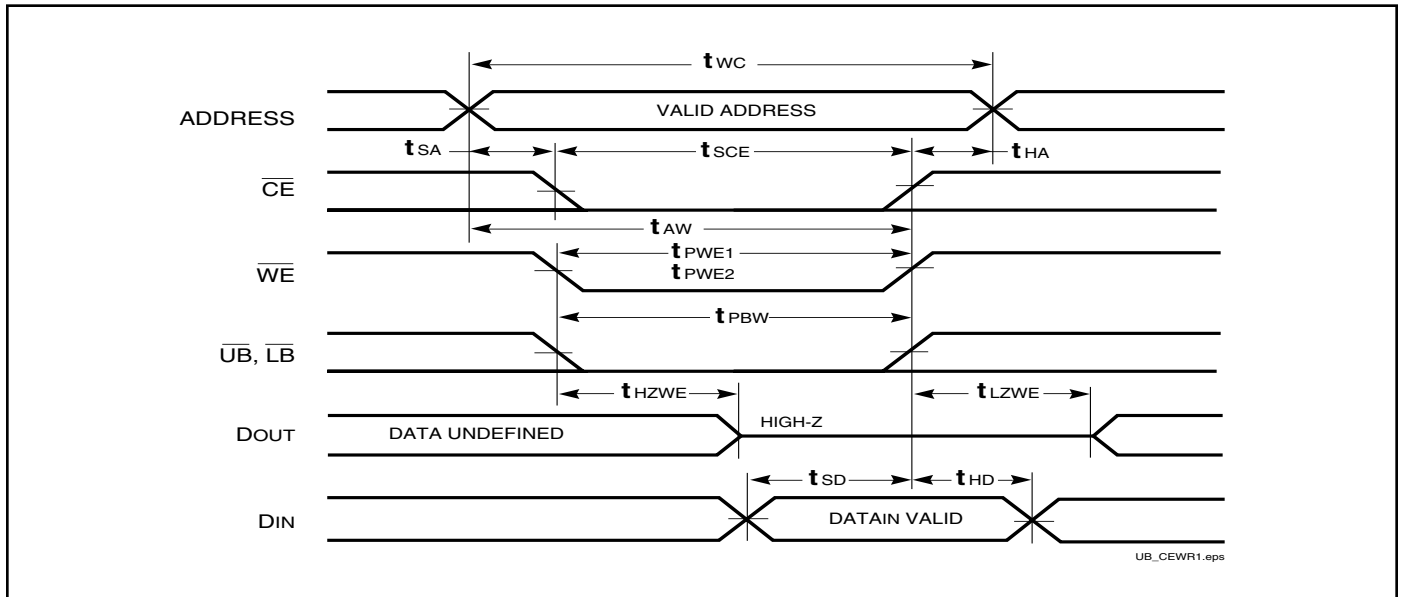 tWC
ADDRESS
VALID ADDRESS
tSA
tSCE
tHA
CE
tAW
tPWE1
WE
tPWE2
tPBW
UB, LB
tHZWE
tLZWE
DOUT
DATA UNDEFINED
HIGH-Z
tSD
tHD
DIN
DATAIN VALID
UB_CEWR1.eps